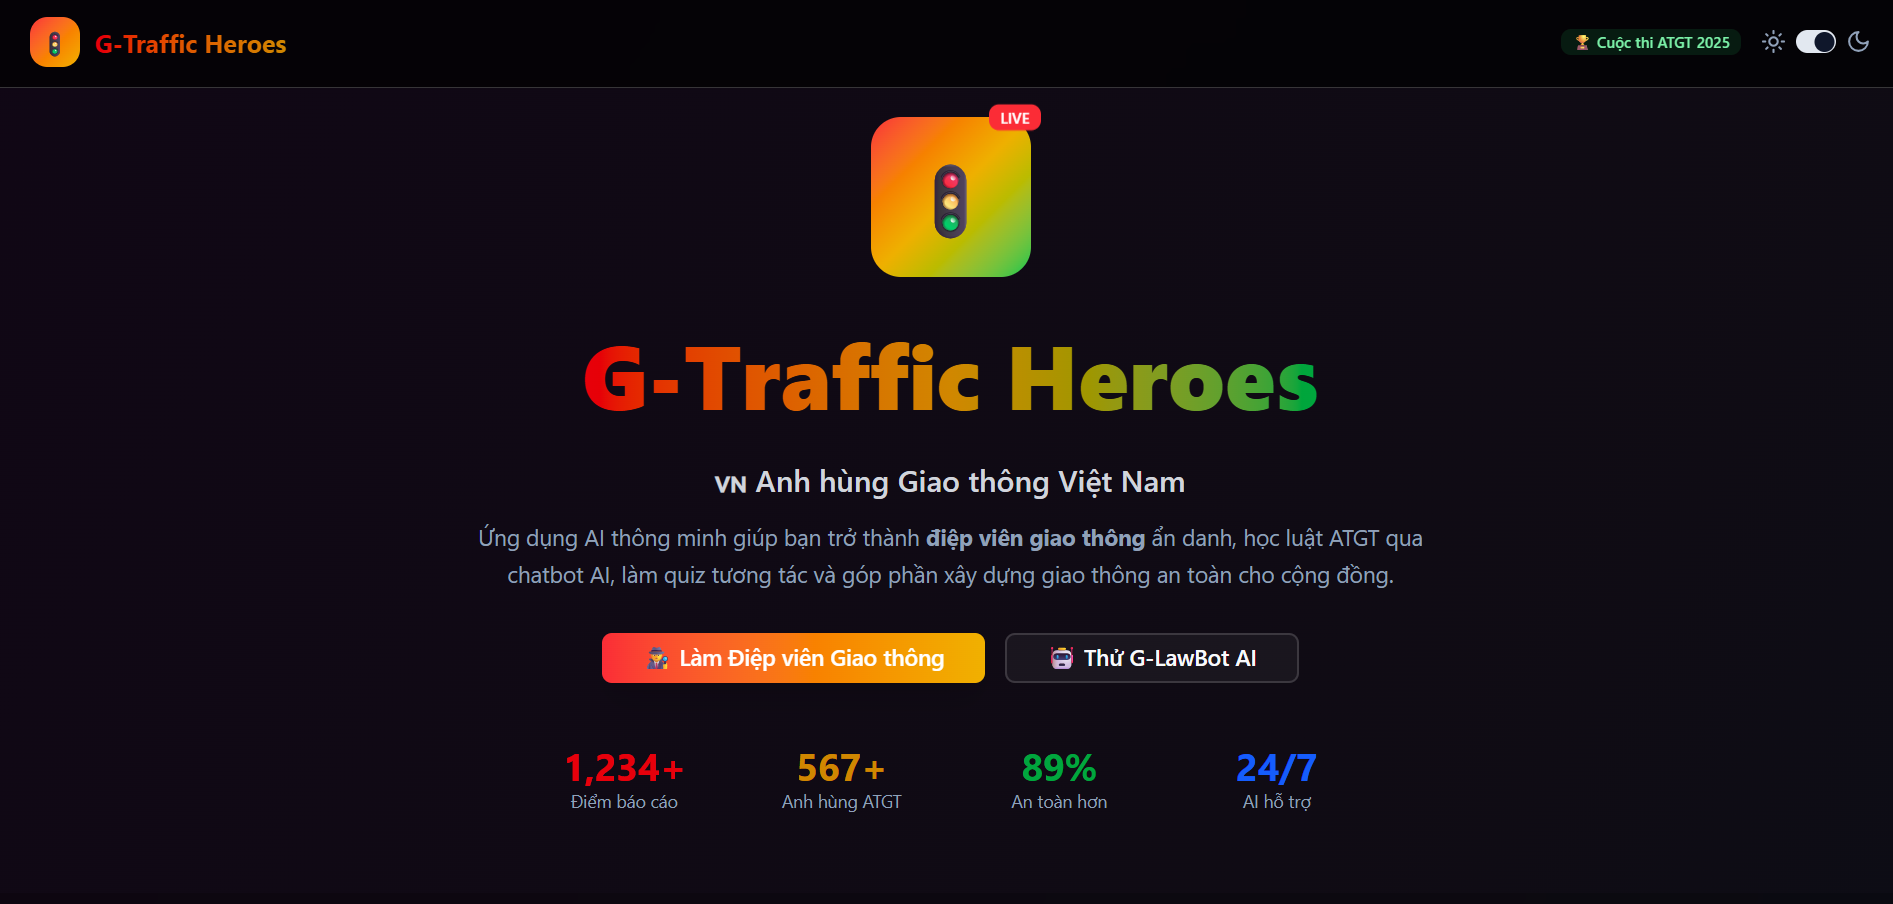 G-Traffic Heroes
Cuộc thi ATGT 2025
LIVE
G-Traffic Heroes
VN Anh hùng Giao thông Việt Nam
Ứng dụng AI thông minh giúp bạn trở thành điệp viên giao thông ẩn danh, học luật ATGT qua
chatbot AI, làm quiz tương tác và góp phần xây dựng giao thông an toàn cho cộng đồng.
Làm Điệp viên Giao thông
Thử G-LawBot AI
1,234+
Điểm báo cáo
567+
Anh hùng ATGT
89%
An toàn hơn
24/7
AI hỗ trợ